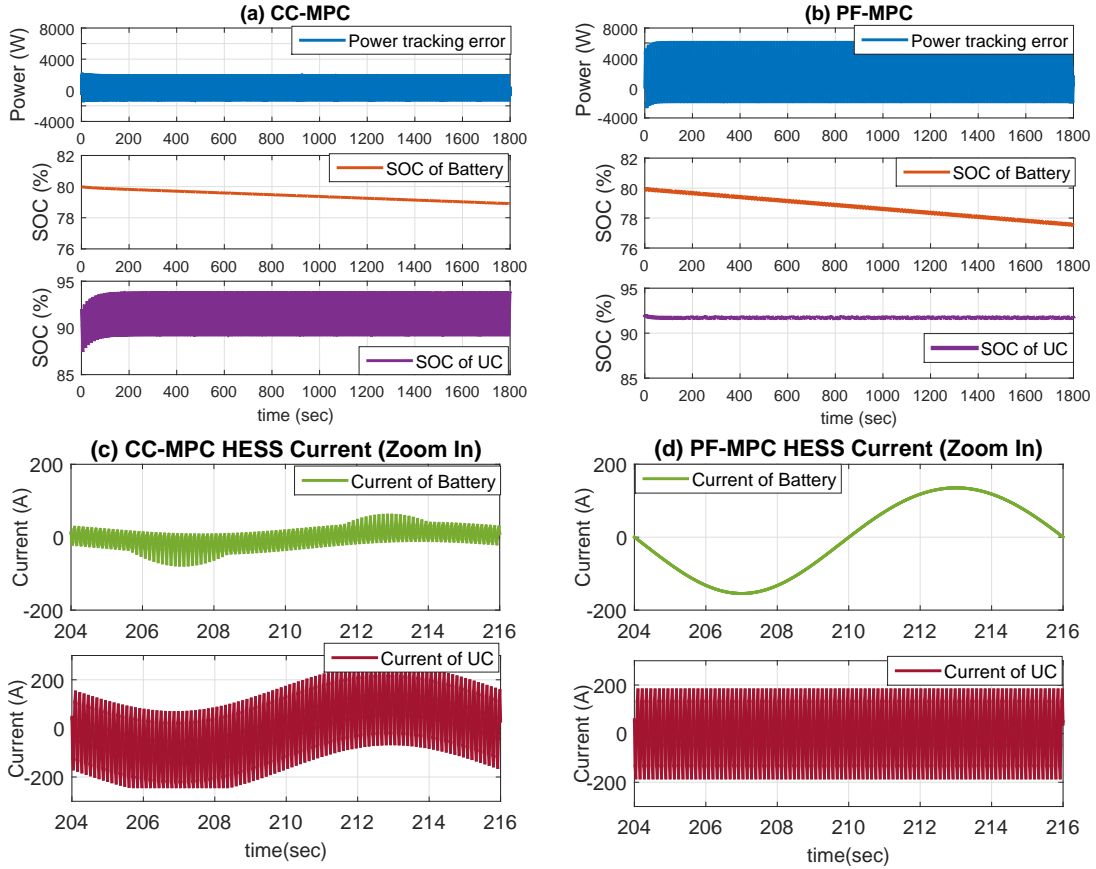 (a) CC-MPC
Power (W)
8000
4000
0
-4000
Power tracking error
0 200 400 600 800 1000 1200 1400 1600 1800
SOC (%)
82
80
78
76
SOC of Battery
0 200 400 600 800 1000 1200 1400 1600 1800
SOC (%)
95
90
85
SOC of UC
0 200 400 600 800 1000 1200 1400 1600 1800
time (sec)
(b) PF-MPC
Power (W)
8000
4000
0
-4000
Power tracking error
0 200 400 600 800 1000 1200 1400 1600 1800
SOC (%)
82
80
78
76
SOC of Battery
0 200 400 600 800 1000 1200 1400 1600 1800
SOC (%)
95
90
85
SOC of UC
0 200 400 600 800 1000 1200 1400 1600 1800
time (sec)
(c) CC-MPC HESS Current (Zoom In)
Current (A)
200
0
-200
Current of Battery
204 206 208 210 212 214 216
Current (A)
200
0
-200
Current of UC
204 206 208 210 212 214 216
time(sec)
(d) PF-MPC HESS Current (Zoom In)
Current (A)
200
0
-200
Current of Battery
204 206 208 210 212 214 216
Current (A)
200
0
-200
Current of UC
204 206 208 210 212 214 216
time(sec)